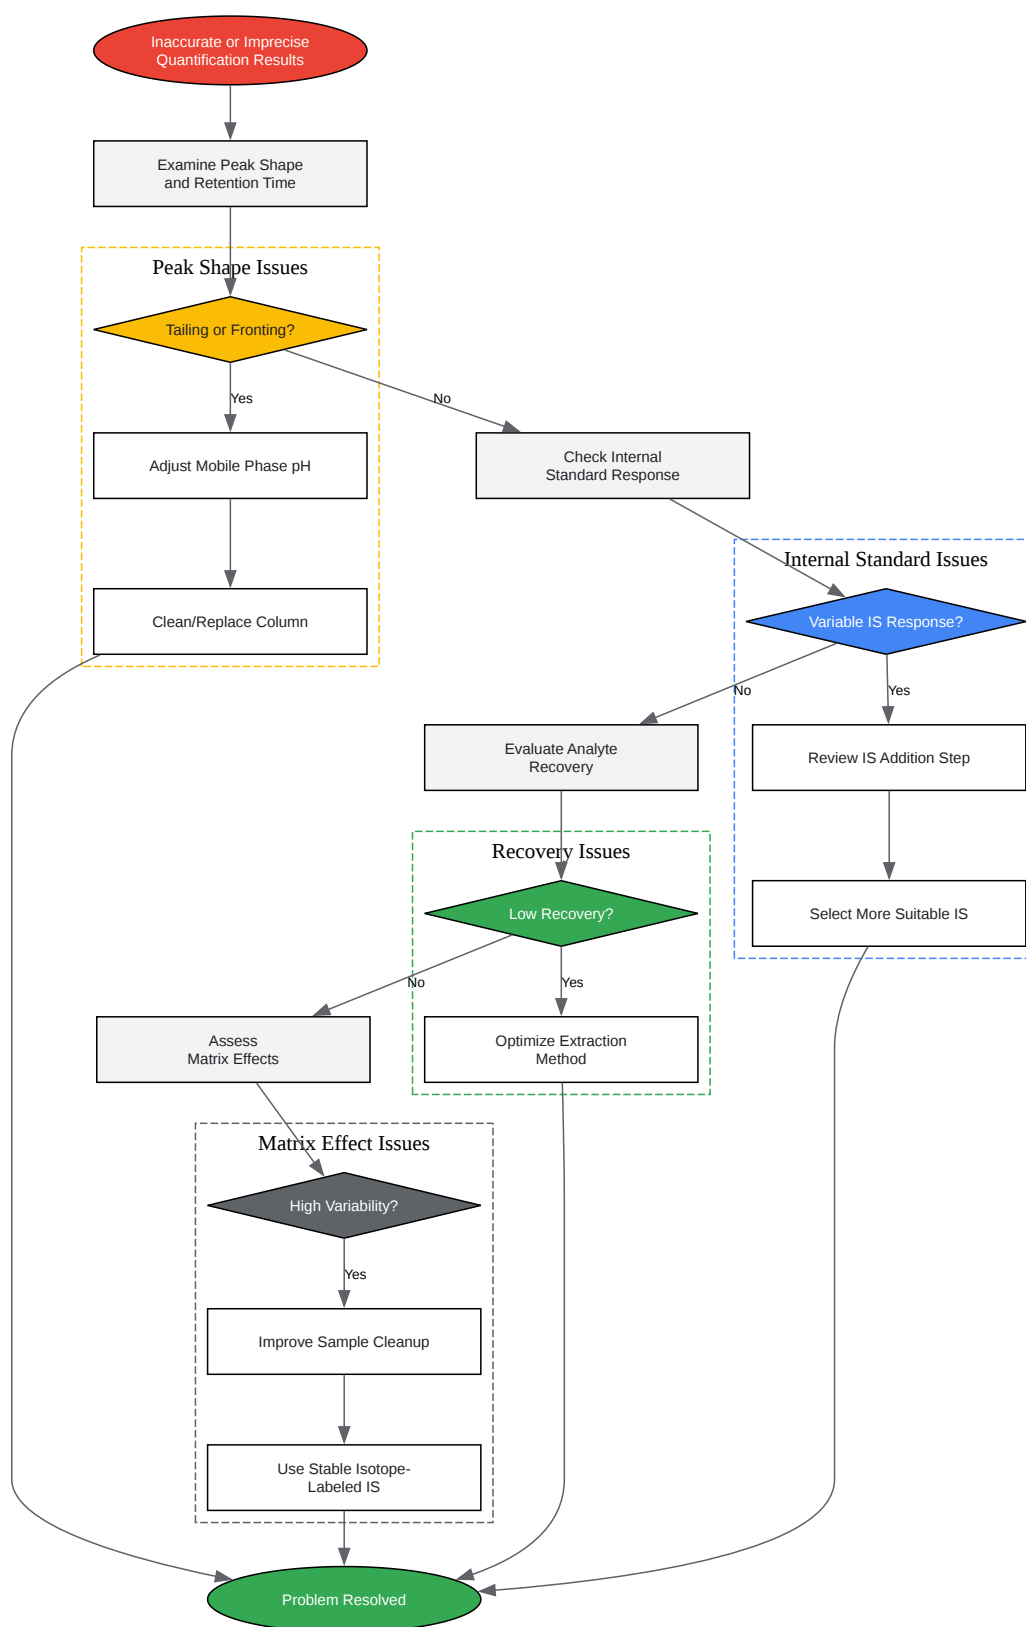 Inaccurate or Imprecise
Quantification Results
Examine Peak Shape
and Retention Time
Peak Shape Issues
Tailing or Fronting?
Yes
No
Adjust Mobile Phase pH
Check Internal
Standard Response
Internal Standard Issues
Clean/Replace Column
Variable IS Response?
No
Yes
Evaluate Analyte
Recovery
Review IS Addition Step
Recovery Issues
Low Recovery?
Select More Suitable IS
No
Yes
Assess
Matrix Effects
Optimize Extraction
Method
Matrix Effect Issues
High Variability?
Yes
Improve Sample Cleanup
Use Stable Isotope-
Labeled IS
Problem Resolved